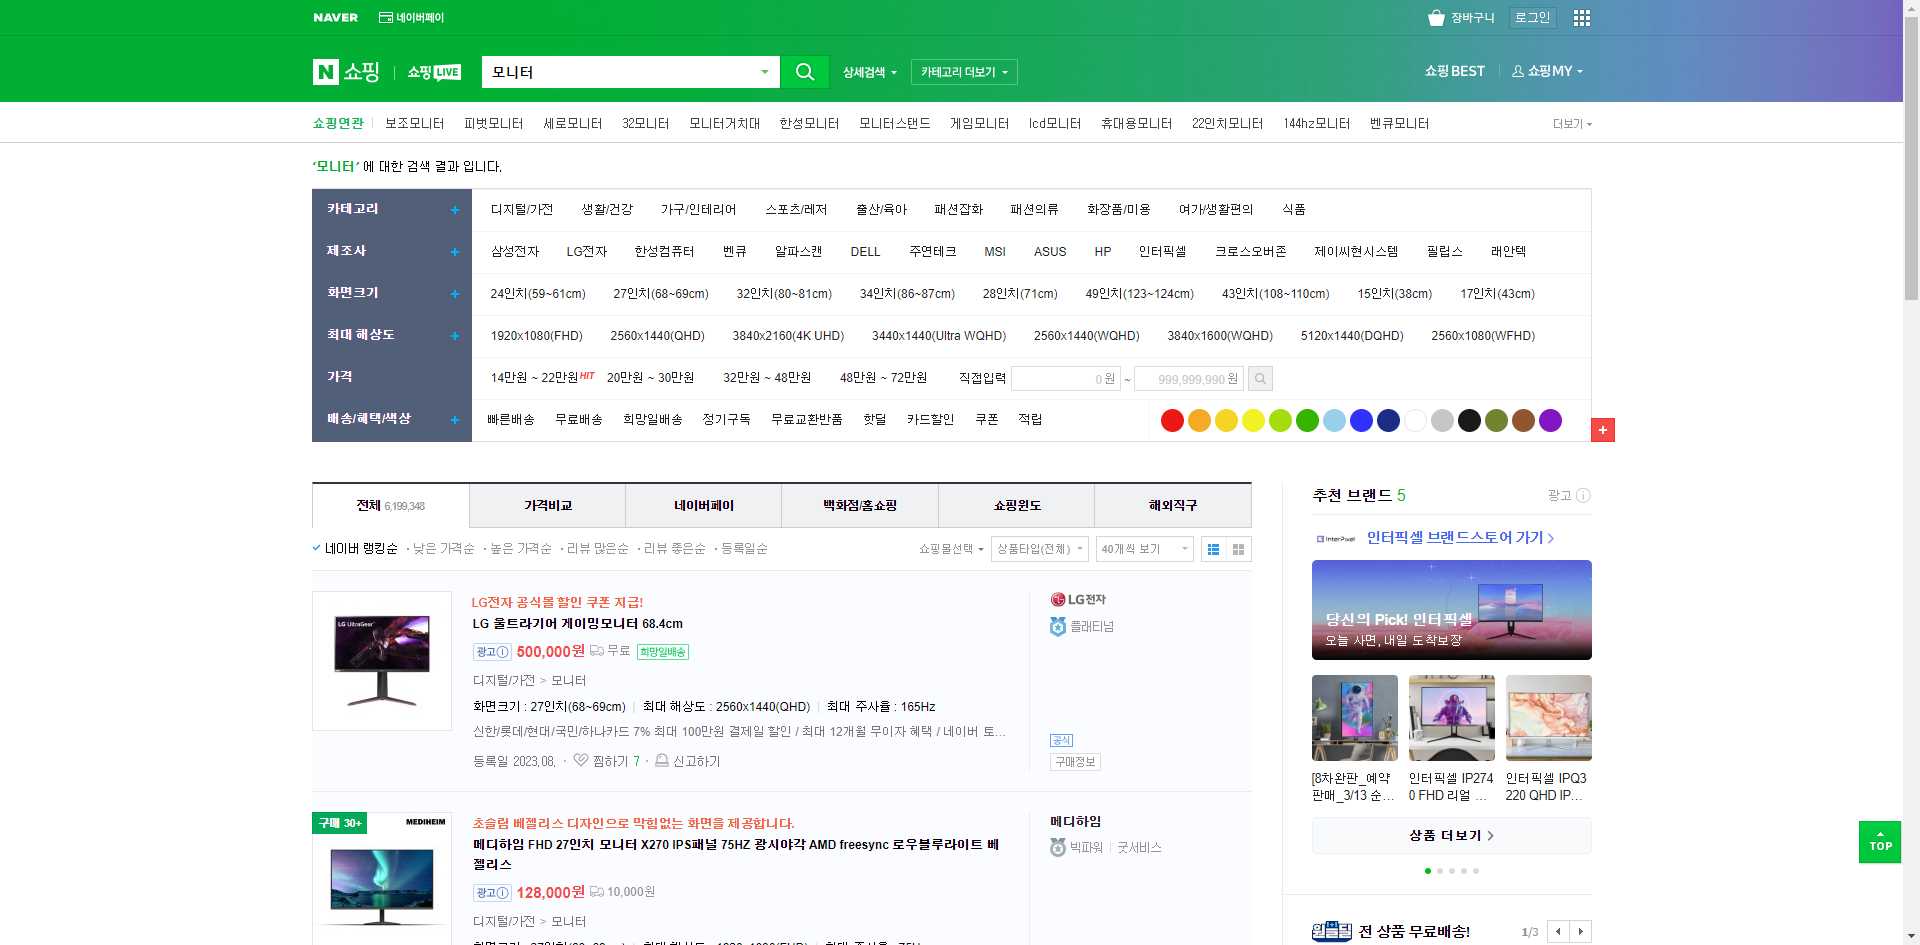 NAVER 네이버페이 장바구니 로그인
N 쇼핑 쇼핑 LIVE 모니터 상세검색 카테고리 더보기 쇼핑BEST 쇼핑MY
쇼핑연관 보조모니터 피벗모니터 세로모니터 32모니터 모니터거치대 한성모니터 모니터스탠드 게임모니터 lcd모니터 휴대용모니터 22인치모니터 144hz모니터 벤큐모니터 더보기
'모니터' 에 대한 검색 결과 입니다.
카테고리 + 디지털/가전 생활/건강 가구/인테리어 스포츠/레저 출산/육아 패션잡화 패션의류 화장품/미용 여가/생활편의 식품
제조사 + 삼성전자 LG전자 한성컴퓨터 벤큐 알파스캔 DELL 주연테크 MSI ASUS HP 인터픽셀 크로스오버존 제이씨현시스템 필립스 래안텍
화면크기 + 24인치(59~61cm) 27인치(68~69cm) 32인치(80~81cm) 34인치(86~87cm) 28인치(71cm) 49인치(123~124cm) 43인치(108~110cm) 15인치(38cm) 17인치(43cm)
최대 해상도 + 1920x1080(FHD) 2560x1440(QHD) 3840x2160(4K UHD) 3440x1440(Ultra WQHD) 2560x1440(WQHD) 3840x1600(WQHD) 5120x1440(DQHD) 2560x1080(WFHD)
가격 14만원 ~ 22만원 HIT 20만원 ~ 30만원 32만원 ~ 48만원 48만원 ~ 72만원 직접입력 0 원 ~ 999,999,990 원
배송/혜택/색상 + 빠른배송 무료배송 희망일배송 정기구독 무료교환반품 핫딜 카드할인 쿠폰 적립
+
전체 6,199,348 가격비교 네이버페이 백화점/홈쇼핑 쇼핑윈도 해외직구
네이버 랭킹순 · 낮은 가격순 · 높은 가격순 · 리뷰 많은순 · 리뷰 좋은순 · 등록일순 쇼핑몰선택 상품타입(전체) 40개씩 보기
LG UltraGear
LG전자 공식몰 할인 쿠폰 지급!
LG 울트라기어 게이밍모니터 68.4cm
광고 500,000원 무료 희망일배송
디지털/가전 > 모니터
화면크기 : 27인치(68~69cm) 최대 해상도 : 2560x1440(QHD) 최대 주사율 : 165Hz
신한/롯데/현대/국민/하나카드 7% 최대 100만원 결제일 할인 / 최대 12개월 무이자 혜택 / 네이버 토...
등록일 2023.08. · 찜하기 7 · 신고하기
LG전자
플래티넘
공식
구매정보
구매 30+ MEDIHEIM
초슬림 베젤리스 디자인으로 막힘없는 화면을 제공합니다.
메디하임 FHD 27인치 모니터 X270 IPS패널 75HZ 광시야각 AMD freesync 로우블루라이트 베
젤리스
광고 128,000원 10,000원
디지털/가전 > 모니터
메디하임
빅파워 굿서비스
추천 브랜드 5 광고
InterPixel 인터픽셀 브랜드스토어 가기 >
당신의 Pick! 인터픽셀
오늘 사면, 내일 도착보장
[8차완판_예약
판매_3/13 순...
인터픽셀 IP274
0 FHD 리얼 ...
인터픽셀 IPQ3
220 QHD IP...
상품 더보기 >
전 상품 무료배송! 1/3
TOP